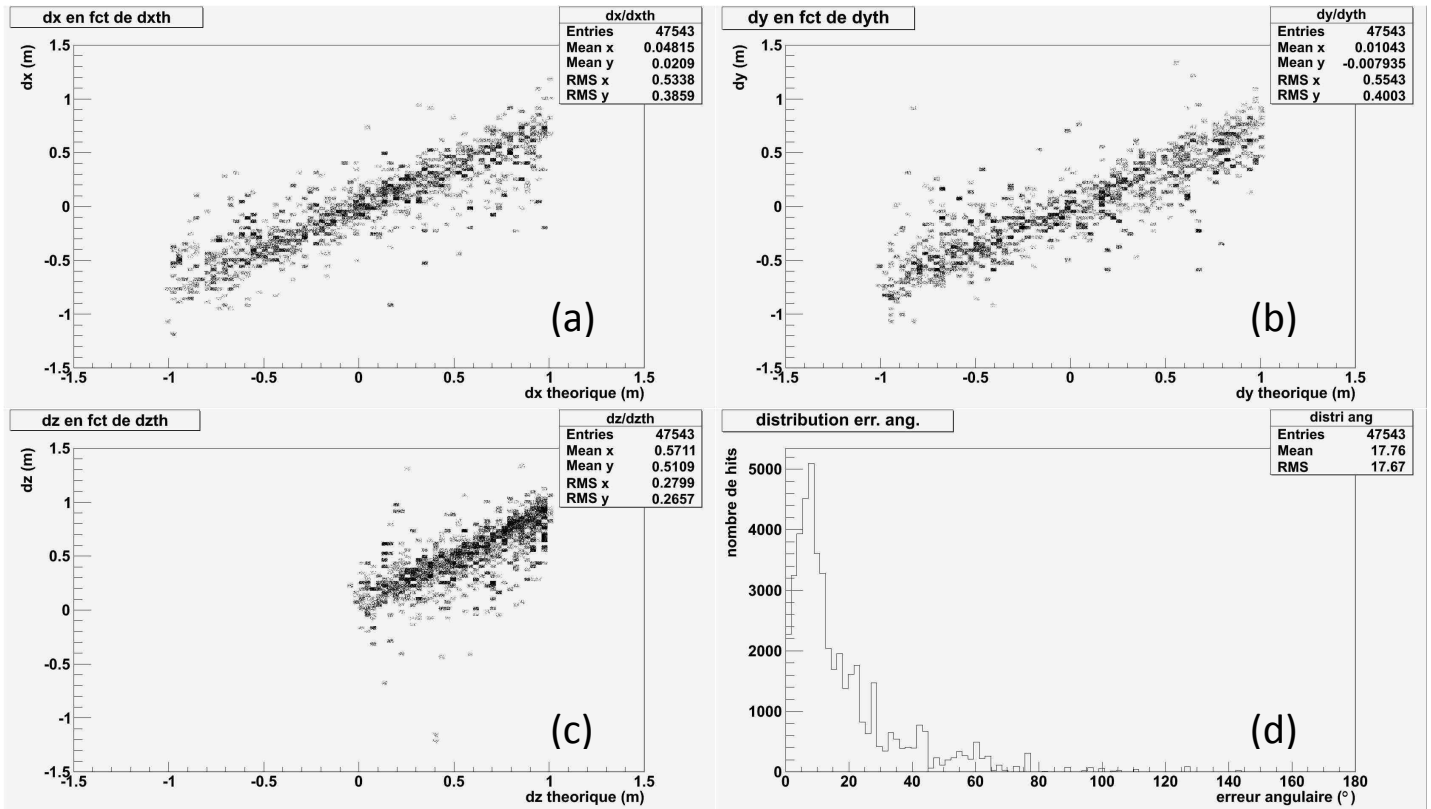 dx en fct de dxth
dx/dxth
Entries 47543
Mean x 0.04815
Mean y 0.0209
RMS x 0.5338
RMS y 0.3859
dx (m)
1.5
1
0.5
0
-0.5
-1
-1.5
-1.5 -1 -0.5 0 0.5 1 1.5
dx theorique (m)
(a)
dy en fct de dyth
dy/dyth
Entries 47543
Mean x 0.01043
Mean y -0.007935
RMS x 0.5543
RMS y 0.4003
dy (m)
1.5
1
0.5
0
-0.5
-1
-1.5
-1.5 -1 -0.5 0 0.5 1 1.5
dy theorique (m)
(b)
dz en fct de dzth
dz/dzth
Entries 47543
Mean x 0.5711
Mean y 0.5109
RMS x 0.2799
RMS y 0.2657
dz (m)
1.5
1
0.5
0
-0.5
-1
-1.5
-1.5 -1 -0.5 0 0.5 1 1.5
dz theorique (m)
(c)
distribution err. ang.
distri ang
Entries 47543
Mean 17.76
RMS 17.67
nombre de hits
5000
4000
3000
2000
1000
0
0 20 40 60 80 100 120 140 160 180
erreur angulaire (°)
(d)